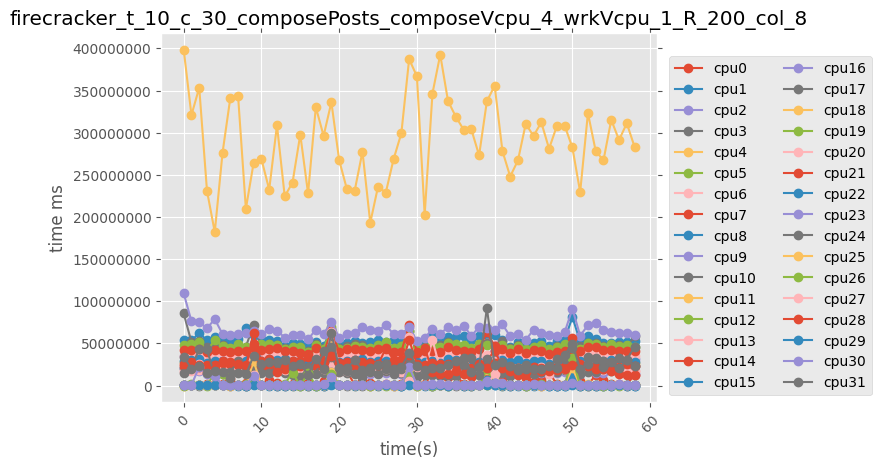 firecracker_t_10_c_30_composePosts_composeVcpu_4_wrkVcpu_1_R_200_col_8
400000000
350000000
300000000
250000000
200000000
150000000
100000000
50000000
0
time ms
0
10
20
30
40
50
60
time(s)
cpu0
cpu1
cpu2
cpu3
cpu4
cpu5
cpu6
cpu7
cpu8
cpu9
cpu10
cpu11
cpu12
cpu13
cpu14
cpu15
cpu16
cpu17
cpu18
cpu19
cpu20
cpu21
cpu22
cpu23
cpu24
cpu25
cpu26
cpu27
cpu28
cpu29
cpu30
cpu31